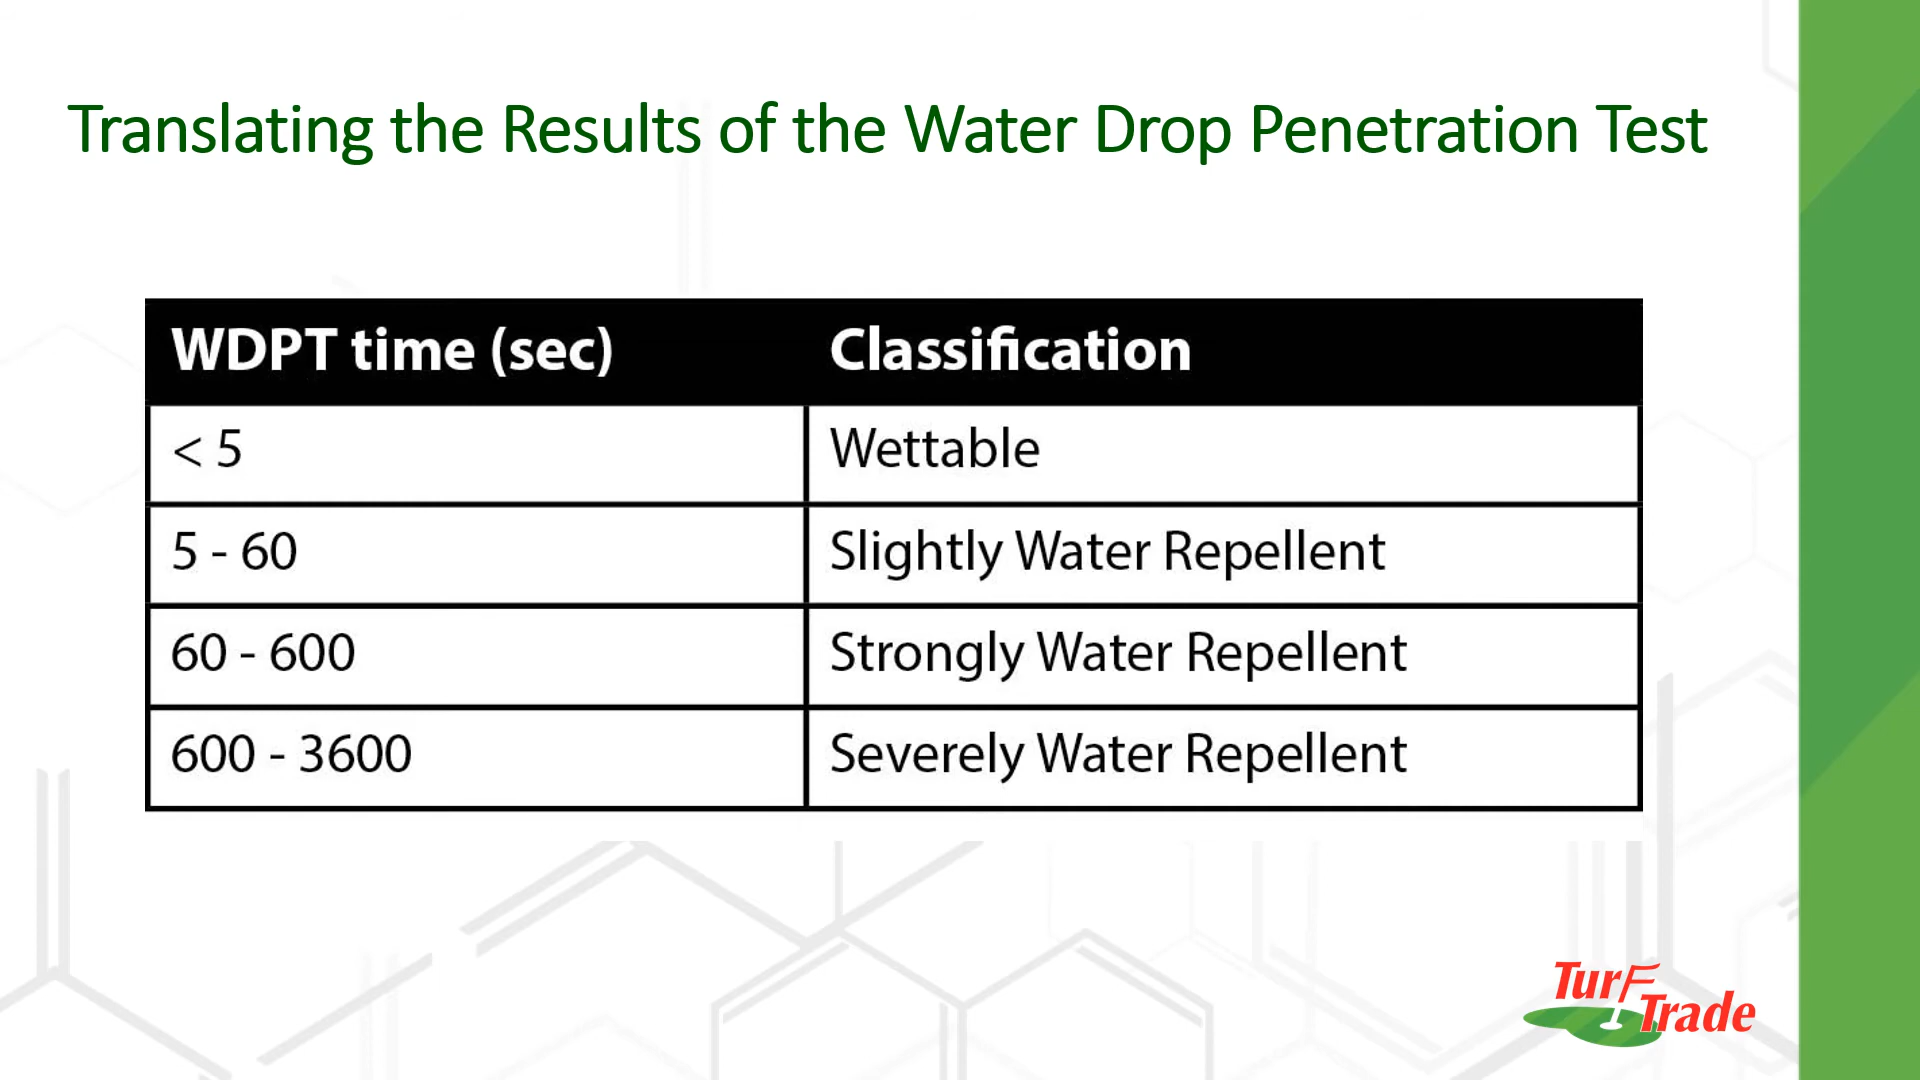 Translating the Results of the Water Drop Penetration Test
WDPT time (sec) Classification
< 5 Wettable
5 - 60 Slightly Water Repellent
60 - 600 Strongly Water Repellent
600 - 3600 Severely Water Repellent
Turf
Trade